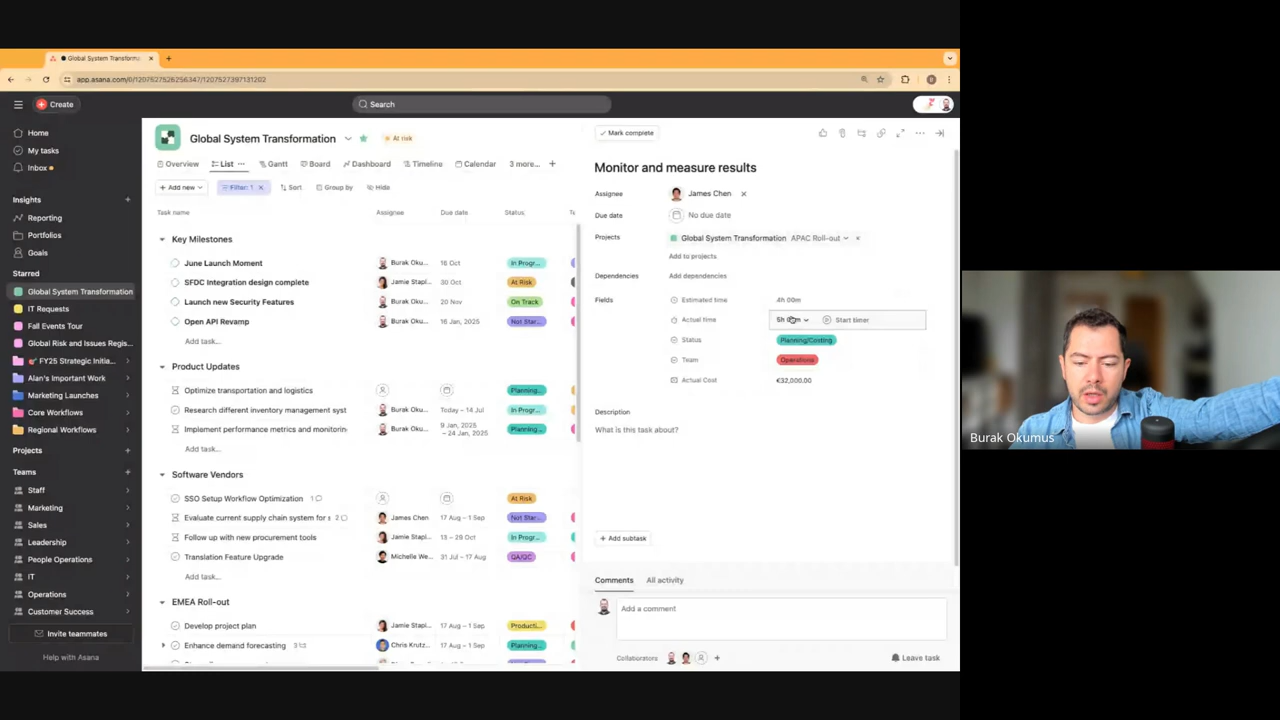 Global System Transforma
app.asana.com/0/1207527526256347/1207527397131202
Create
Search
Home
My tasks
Inbox
Insights
Reporting
Portfolios
Goals
Starred
Global System Transformation
IT Requests
Fall Events Tour
Global Risk and Issues Regis...
FY25 Strategic Initia...
Alan's Important Work
Marketing Launches
Core Workflows
Regional Workflows
Projects
Teams
Staff
Marketing
Sales
Leadership
People Operations
IT
Operations
Customer Success
Invite teammates
Help with Asana
Global System Transformation
At risk
Overview List Gantt Board Dashboard Timeline Calendar 3 more...
Add new Filter: 1 Sort Group by Hide
Task name Assignee Due date Status
Key Milestones
June Launch Moment Burak Oku... 16 Oct In Progr...
SFDC Integration design complete Jamie Stapl... 30 Oct At Risk
Launch new Security Features Burak Oku... 20 Nov On Track
Open API Revamp Burak Oku... 16 Jan, 2025 Not Star...
Add task...
Product Updates
Optimize transportation and logistics Planning...
Research different inventory management syst Burak Oku... Today – 14 Jul In Progr...
Implement performance metrics and monitorin Burak Oku... 9 Jan, 2025 – 24 Jan, 2025 Planning...
Add task...
Software Vendors
SSO Setup Workflow Optimization 1 At Risk
Evaluate current supply chain system for s 2 James Chen 17 Aug – 1 Sep Not Star...
Follow up with new procurement tools Jamie Stapl... 13 – 29 Oct In Progr...
Translation Feature Upgrade Michelle We... 31 Jul – 17 Aug QA/QC
Add task...
EMEA Roll-out
Develop project plan Jamie Stapl... 17 Aug – 1 Sep Producti...
Enhance demand forecasting 3 Chris Krutz... 17 Aug – 1 Sep Planning...
Mark complete
Monitor and measure results
Assignee James Chen
Due date No due date
Projects Global System Transformation APAC Roll-out
Add to projects
Dependencies Add dependencies
Fields Estimated time 4h 00m
Actual time Start timer
Status Planning/Costing
Team Operations
Actual Cost €32,000.00
Description
What is this task about?
Add subtask
Comments All activity
Add a comment
Collaborators Leave task
Burak Okumus